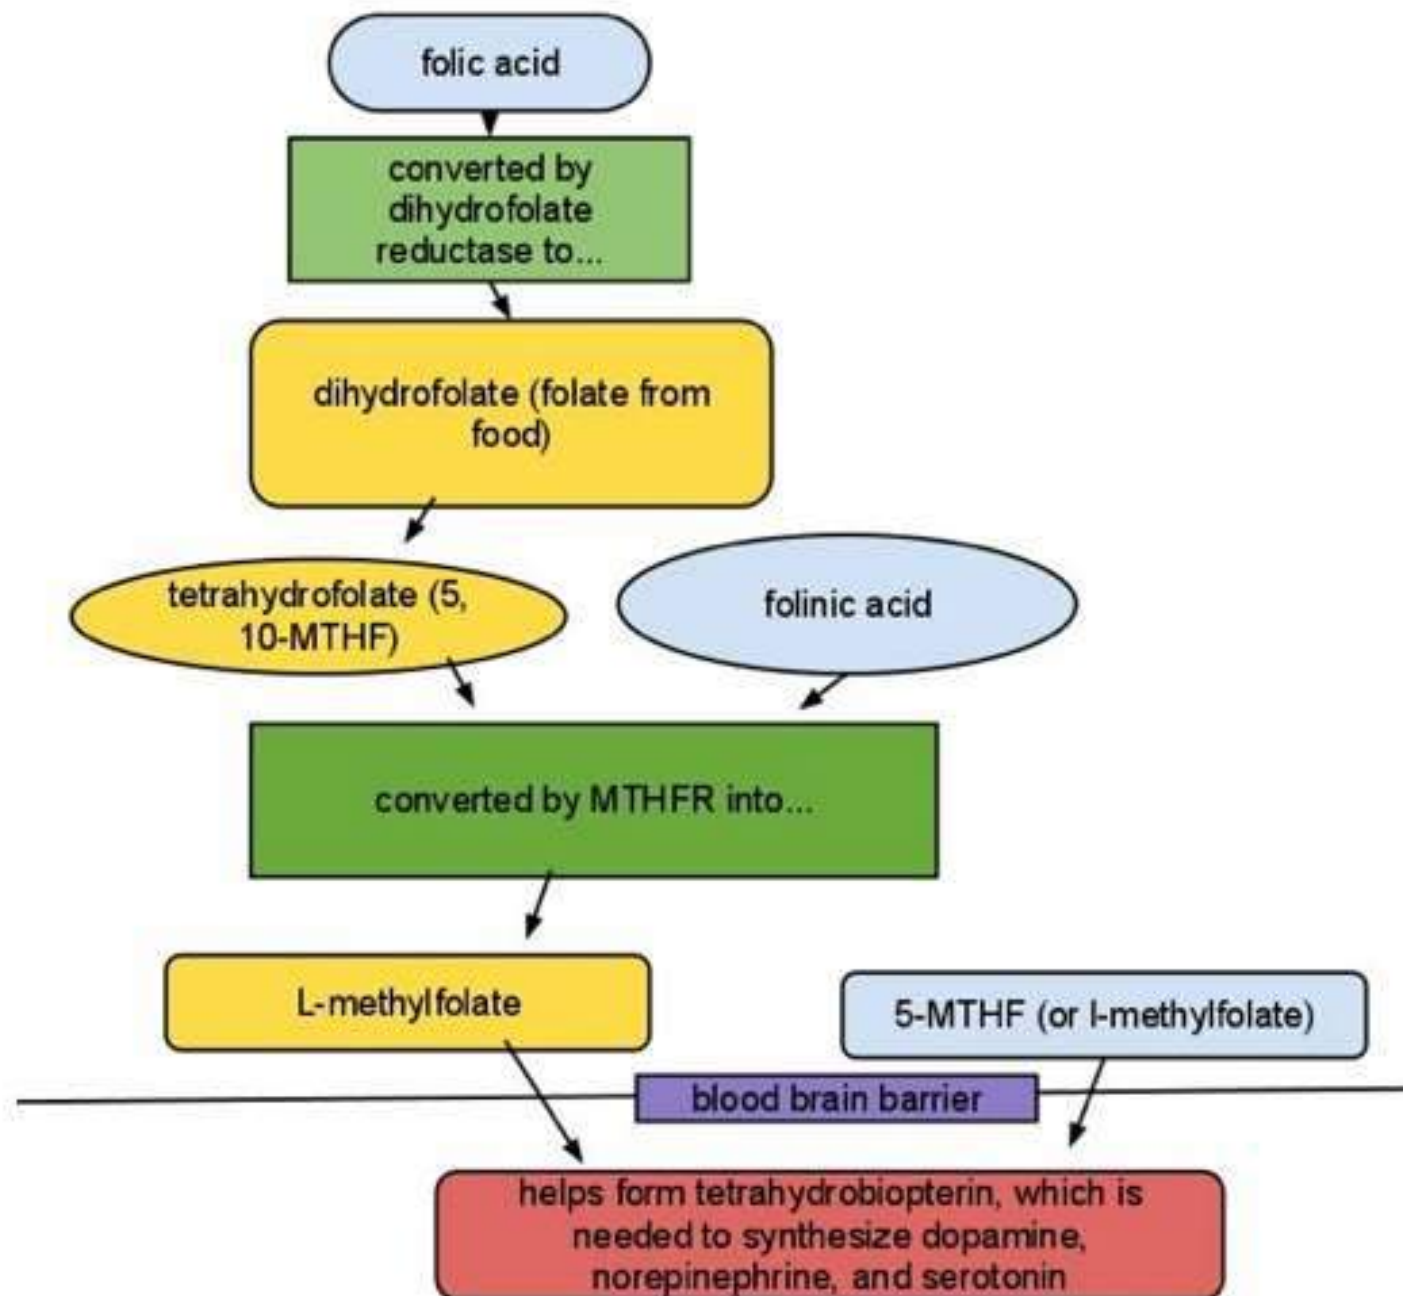 folic acid
converted by
dihydrofolate
reductase to...
dihydrofolate (folate from
food)
tetrahydrofolate (5,
10-MTHF)
folinic acid
converted by MTHFR into...
L-methylfolate
5-MTHF (or l-methylfolate)
blood brain barrier
helps form tetrahydrobiopterin, which is
needed to synthesize dopamine,
norepinephrine, and serotonin